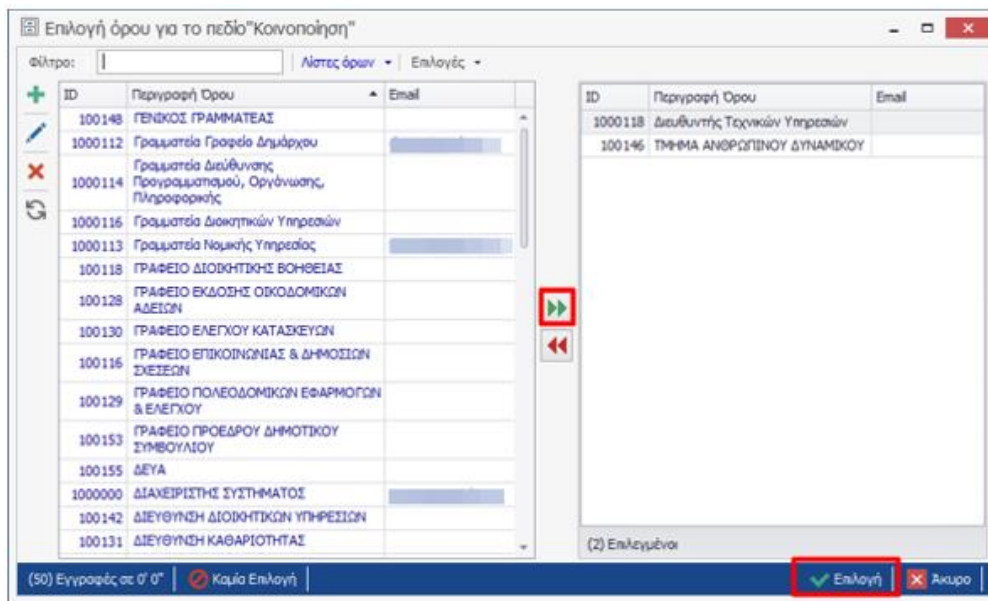 Επιλογή όρου για το πεδίο"Κοινοποίηση"
Φίλτρο: Λίστες όρων Επιλογές
ID Περιγραφή Όρου Email
100148 ΓΕΝΙΚΟΣ ΓΡΑΜΜΑΤΕΑΣ
1000112 Γραμματεία Γραφείο Δημάρχου
Γραμματεία Διεύθυνσης
1000114 Προγραμματισμού, Οργάνωσης,
Πληροφορικής
1000116 Γραμματεία Διοικητικών Υπηρεσιών
1000113 Γραμματεία Νομικής Υπηρεσίας
100118 ΓΡΑΦΕΙΟ ΔΙΟΙΚΗΤΙΚΗΣ ΒΟΗΘΕΙΑΣ
100128 ΓΡΑΦΕΙΟ ΕΚΔΟΣΗΣ ΟΙΚΟΔΟΜΙΚΩΝ
ΑΔΕΙΩΝ
100130 ΓΡΑΦΕΙΟ ΕΛΕΓΧΟΥ ΚΑΤΑΣΚΕΥΩΝ
100116 ΓΡΑΦΕΙΟ ΕΠΙΚΟΙΝΩΝΙΑΣ & ΔΗΜΟΣΙΩΝ
ΣΧΕΣΕΩΝ
100129 ΓΡΑΦΕΙΟ ΠΟΛΕΟΔΟΜΙΚΩΝ ΕΦΑΡΜΟΓΩΝ
& ΕΛΕΓΧΟΥ
100153 ΓΡΑΦΕΙΟ ΠΡΟΕΔΡΟΥ ΔΗΜΟΤΙΚΟΥ
ΣΥΜΒΟΥΛΙΟΥ
100155 ΔΕΥΑ
1000000 ΔΙΑΧΕΙΡΙΣΤΗΣ ΣΥΣΤΗΜΑΤΟΣ
100142 ΔΙΕΥΘΥΝΣΗ ΔΙΟΙΚΗΤΙΚΩΝ ΥΠΗΡΕΣΙΩΝ
100131 ΔΙΕΥΘΥΝΣΗ ΚΑΘΑΡΙΟΤΗΤΑΣ
ID Περιγραφή Όρου Email
1000118 Διευθυντής Τεχνικών Υπηρεσιών
100146 ΤΜΗΜΑ ΑΝΘΡΩΠΙΝΟΥ ΔΥΝΑΜΙΚΟΥ
(2) Επιλεγμένοι
(50) Εγγραφές σε 0' 0" Καμία Επιλογή Επιλογή Άκυρο